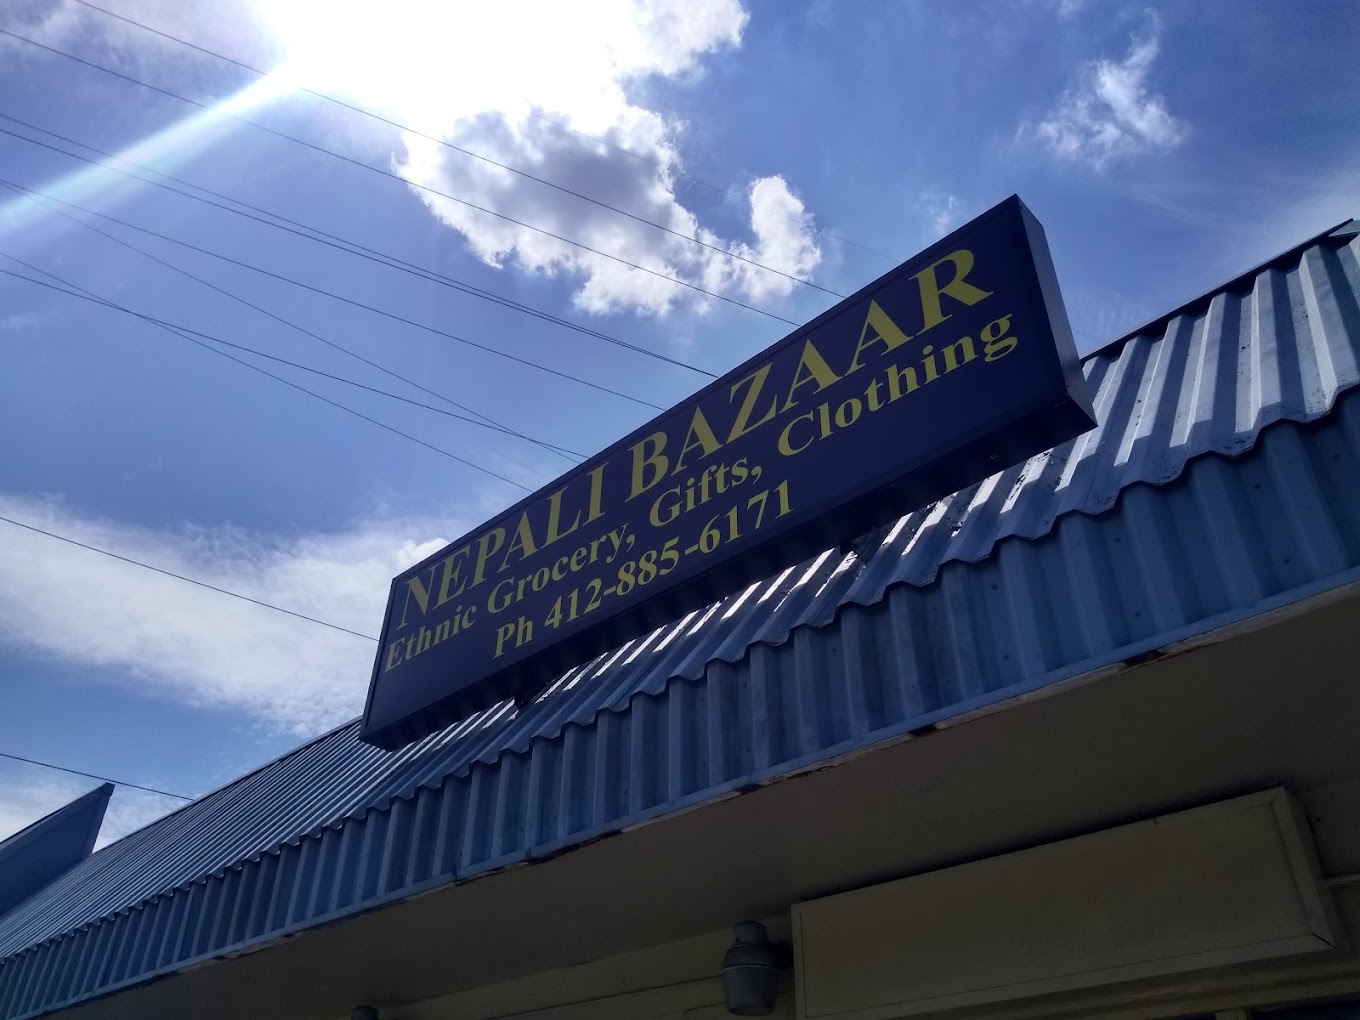 NEPALI BAZAAR
Ethnic Grocery, Gifts, Clothing
Ph 412-885-6171